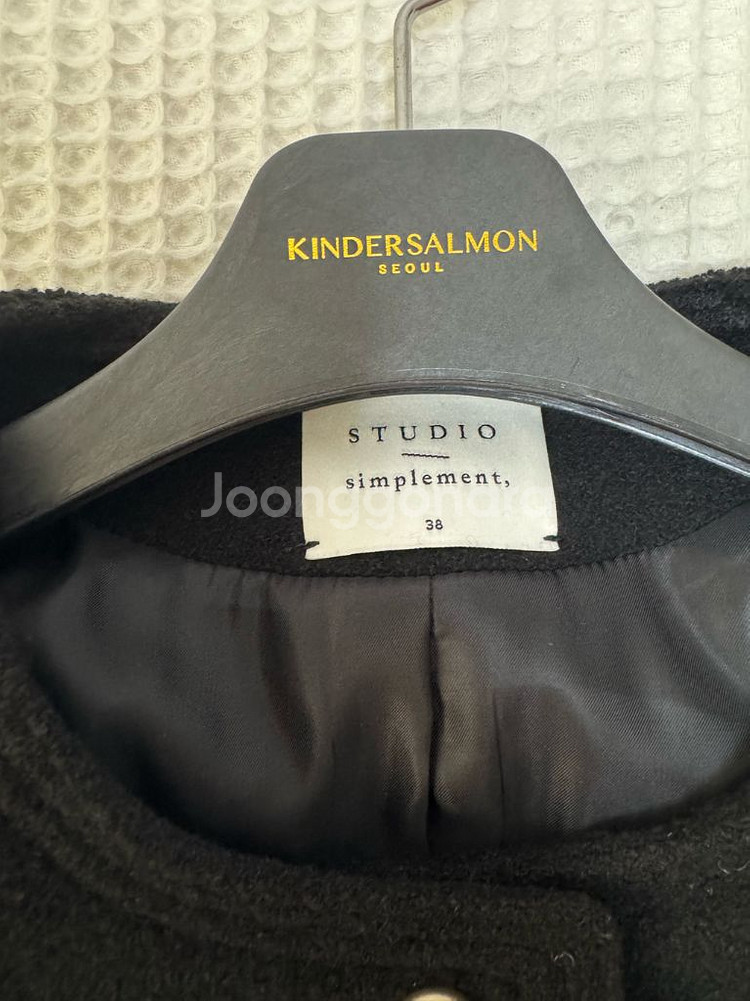 KINDERSALMON
SEOUL
STUDIO
simplement,
38